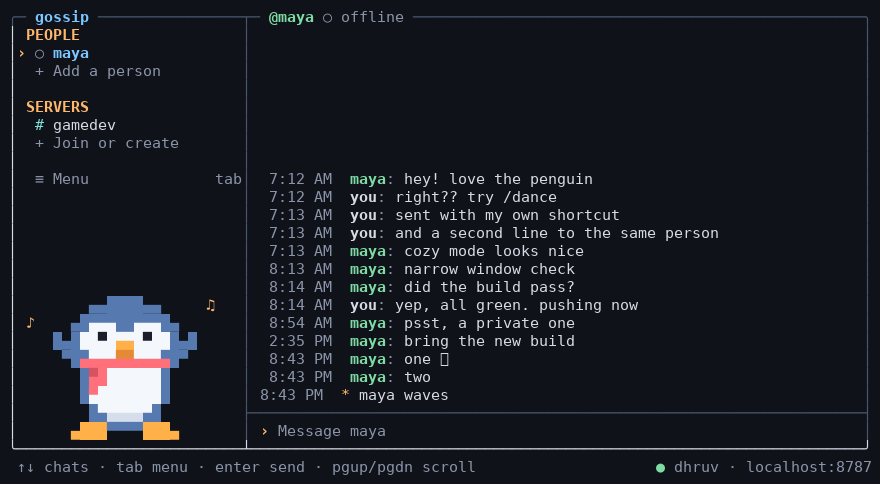 gossip
@maya ○ offline
PEOPLE
› ○ maya
+ Add a person
SERVERS
# gamedev
+ Join or create
≡ Menu tab
7:12 AM maya: hey! love the penguin
7:12 AM you: right?? try /dance
7:13 AM you: sent with my own shortcut
7:13 AM you: and a second line to the same person
7:13 AM maya: cozy mode looks nice
8:13 AM maya: narrow window check
8:14 AM maya: did the build pass?
8:14 AM you: yep, all green. pushing now
8:54 AM maya: psst, a private one
2:35 PM maya: bring the new build
8:43 PM maya: one ▯
8:43 PM maya: two
8:43 PM * maya waves
› Message maya
↑↓ chats · tab menu · enter send · pgup/pgdn scroll
● dhruv · localhost:8787